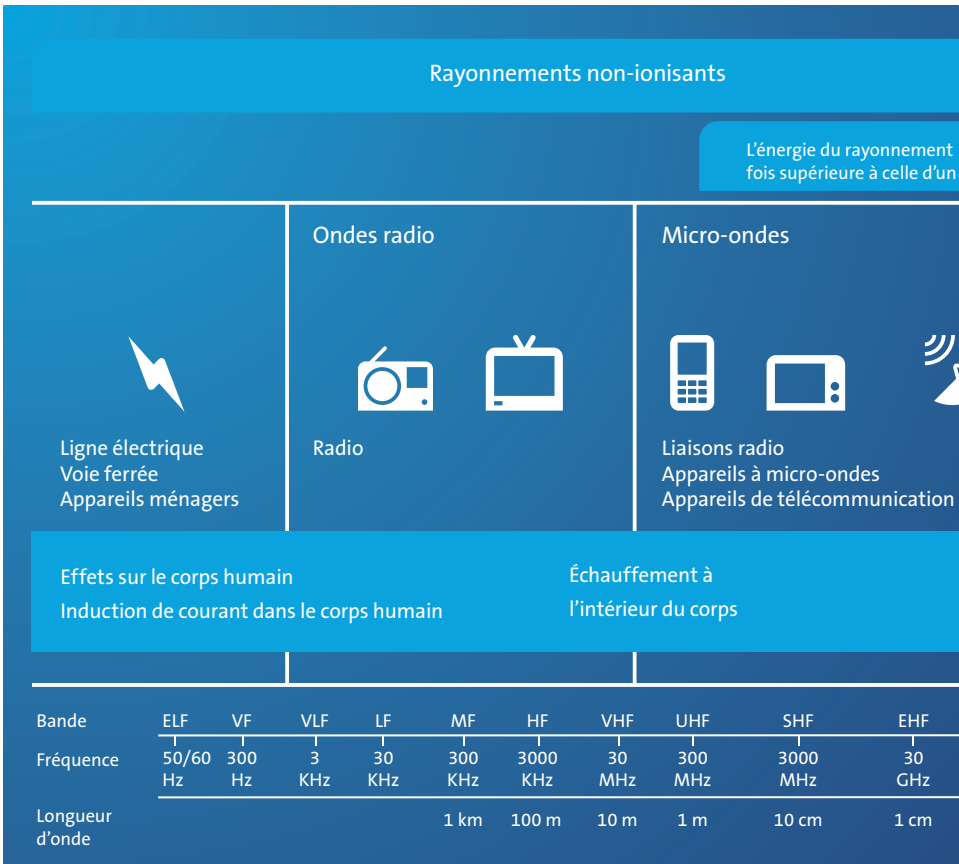 Rayonnements non-ionisants
L'énergie du rayonnement
fois supérieure à celle d'un
Ondes radio
Micro-ondes
Ligne électrique
Voie ferrée
Appareils ménagers
Radio
Liaisons radio
Appareils à micro-ondes
Appareils de télécommunication
Effets sur le corps humain
Induction de courant dans le corps humain
Échauffement à
l'intérieur du corps
Bande ELF VF VLF LF MF HF VHF UHF SHF EHF
Fréquence 50/60 300 3 30 300 3000 30 300 3000 30
Hz Hz KHz KHz KHz KHz MHz MHz MHz GHz
Longueur
d'onde
1 km 100 m 10 m 1 m 10 cm 1 cm